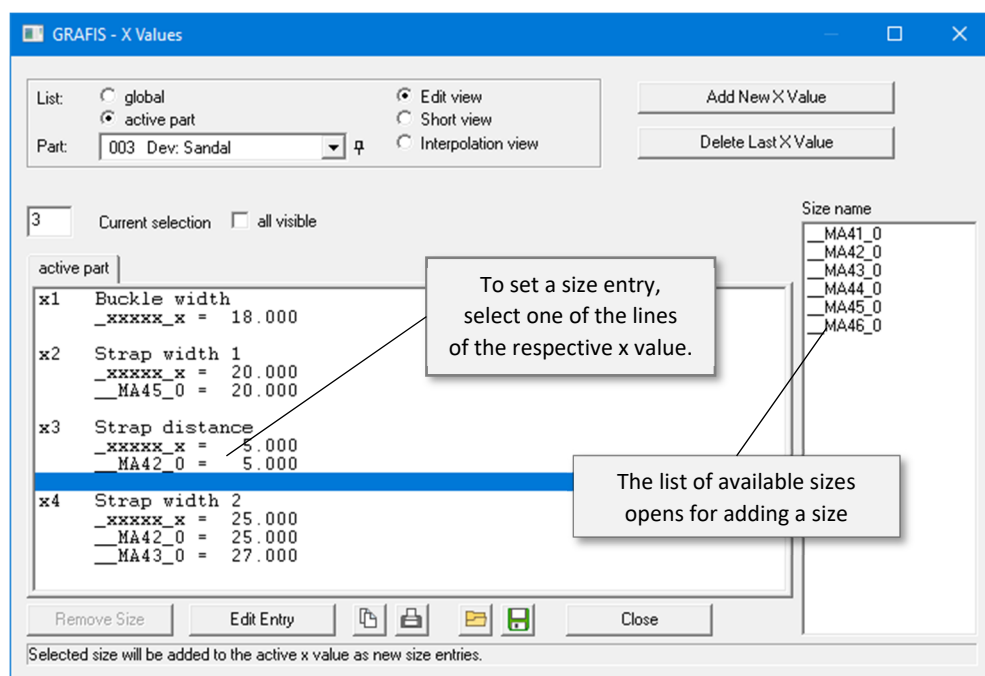 GRAFIS - X Values
List:
global
active part
Edit view
Short view
Interpolation view
Part:
003 Dev: Sandal
Add New X Value
Delete Last X Value
3
Current selection
all visible
Size name
__MA41_0
__MA42_0
__MA43_0
__MA44_0
__MA45_0
__MA46_0
active part
x1 Buckle width
_xxxxx_x = 18.000
x2 Strap width 1
_xxxxx_x = 20.000
__MA45_0 = 20.000
x3 Strap distance
_xxxxx_x = 5.000
__MA42_0 = 5.000
x4 Strap width 2
_xxxxx_x = 25.000
__MA42_0 = 25.000
__MA43_0 = 27.000
To set a size entry,
select one of the lines
of the respective x value.
The list of available sizes
opens for adding a size
Remove Size
Edit Entry
Close
Selected size will be added to the active x value as new size entries.